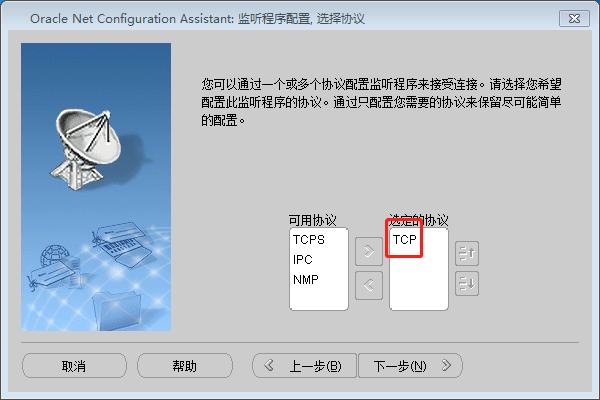 Oracle Net Configuration Assistant: 监听程序配置, 选择协议
您可以通过一个或多个协议配置监听程序来接受连接。请选择您希望
配置此监听程序的协议。通过只配置您需要的协议来保留尽可能简单
的配置。
可用协议
TCPS
IPC
NMP
选定的协议
TCP
取消
帮助
上一步(B)
下一步(N)